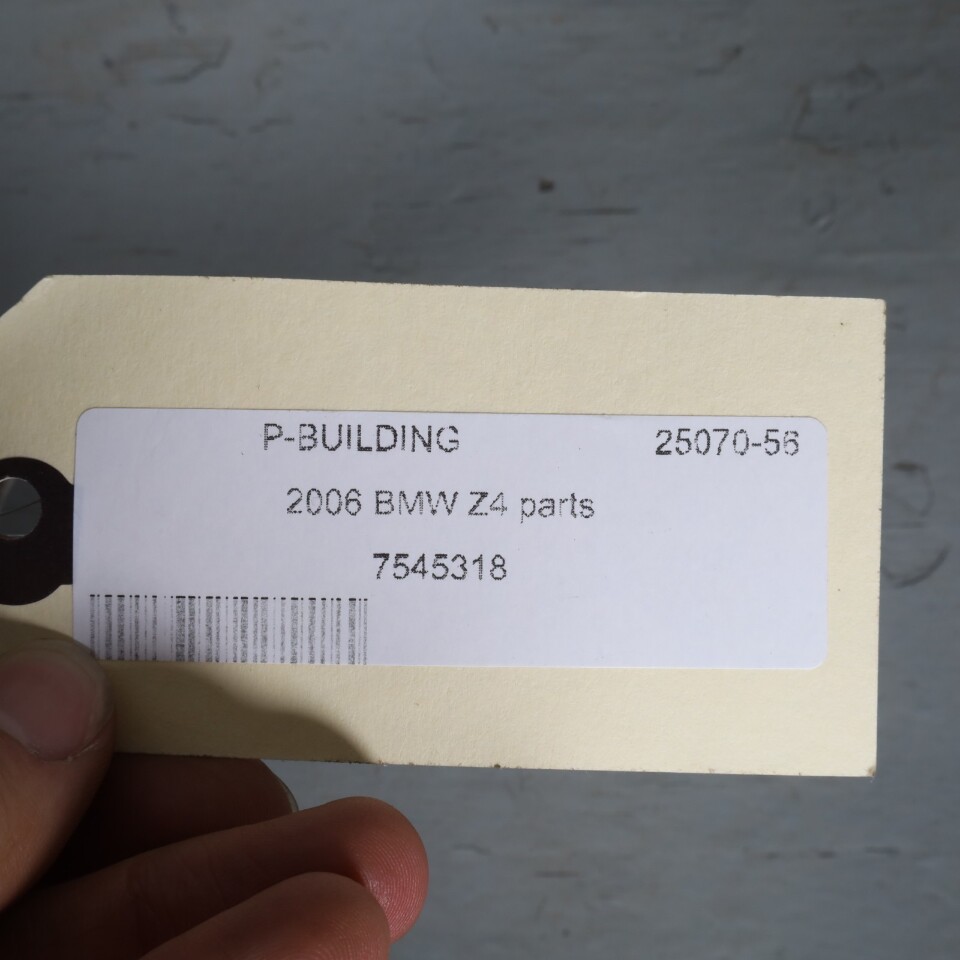 P-BUILDING 25070-56
2006 BMW Z4 parts
7545318